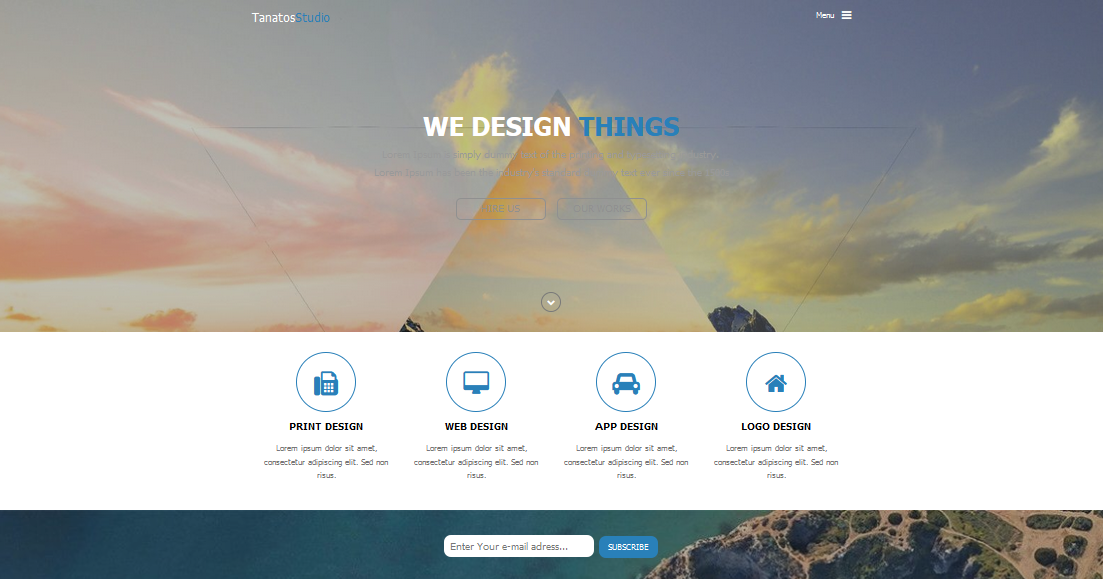 TanatosStudio
Menu
WE DESIGN THINGS
Lorem Ipsum is simply dummy text of the printing and typesetting industry.
Lorem Ipsum has been the industry's standard dummy text ever since the
HIRE US
OUR WORKS
PRINT DESIGN
Lorem ipsum dolor sit amet,
consectetur adipiscing elit. Sed non
risus.
WEB DESIGN
Lorem ipsum dolor sit amet,
consectetur adipiscing elit. Sed non
risus.
APP DESIGN
Lorem ipsum dolor sit amet,
consectetur adipiscing elit. Sed non
risus.
LOGO DESIGN
Lorem ipsum dolor sit amet,
consectetur adipiscing elit. Sed non
risus.
Enter Your e-mail adress...
SUBSCRIBE